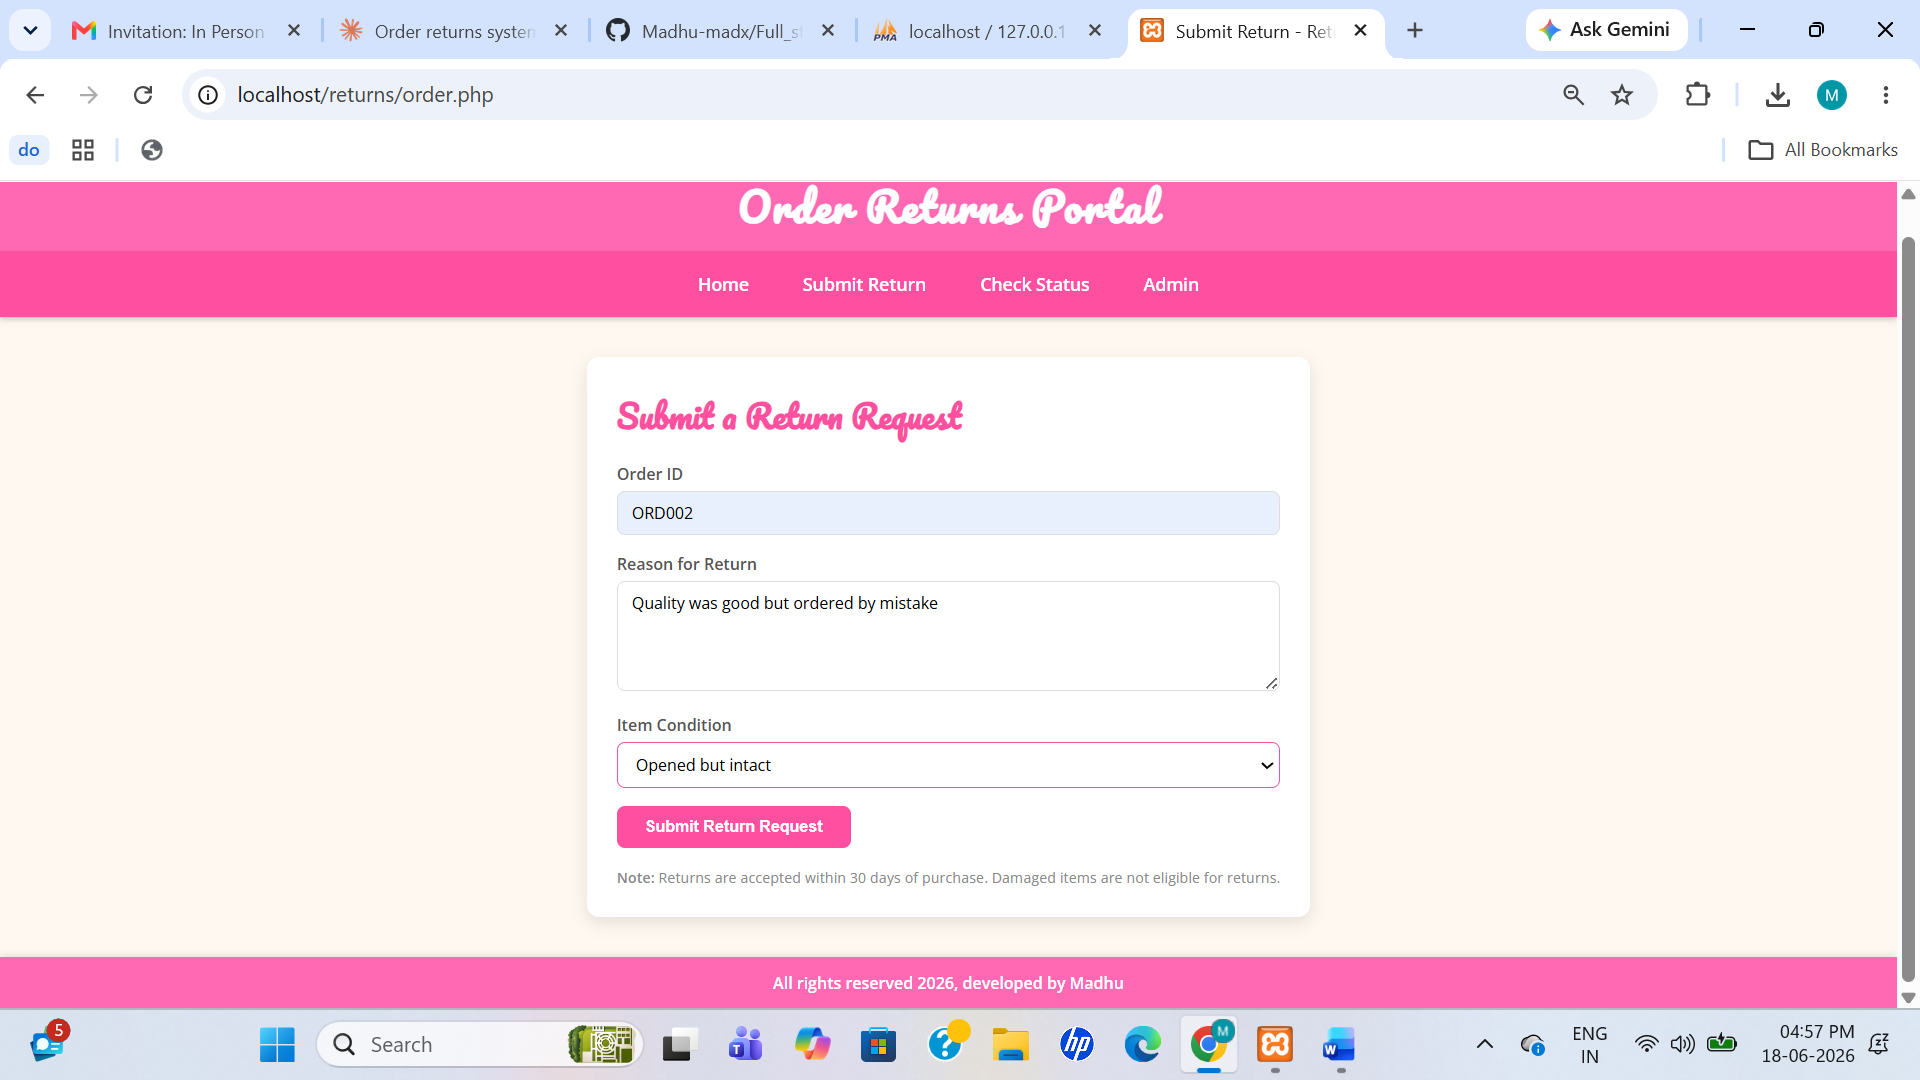 Invitation: In Person
Order returns system
Madhu-madx/Full_st
localhost / 127.0.0.1
Submit Return - Ret
Ask Gemini
localhost/returns/order.php
M
do
All Bookmarks
Order Returns Portal
Home
Submit Return
Check Status
Admin
Submit a Return Request
Order ID
ORD002
Reason for Return
Quality was good but ordered by mistake
Item Condition
Opened but intact
Submit Return Request
Note: Returns are accepted within 30 days of purchase. Damaged items are not eligible for returns.
All rights reserved 2026, developed by Madhu
5
Search
M
ENG
IN
04:57 PM
18-06-2026